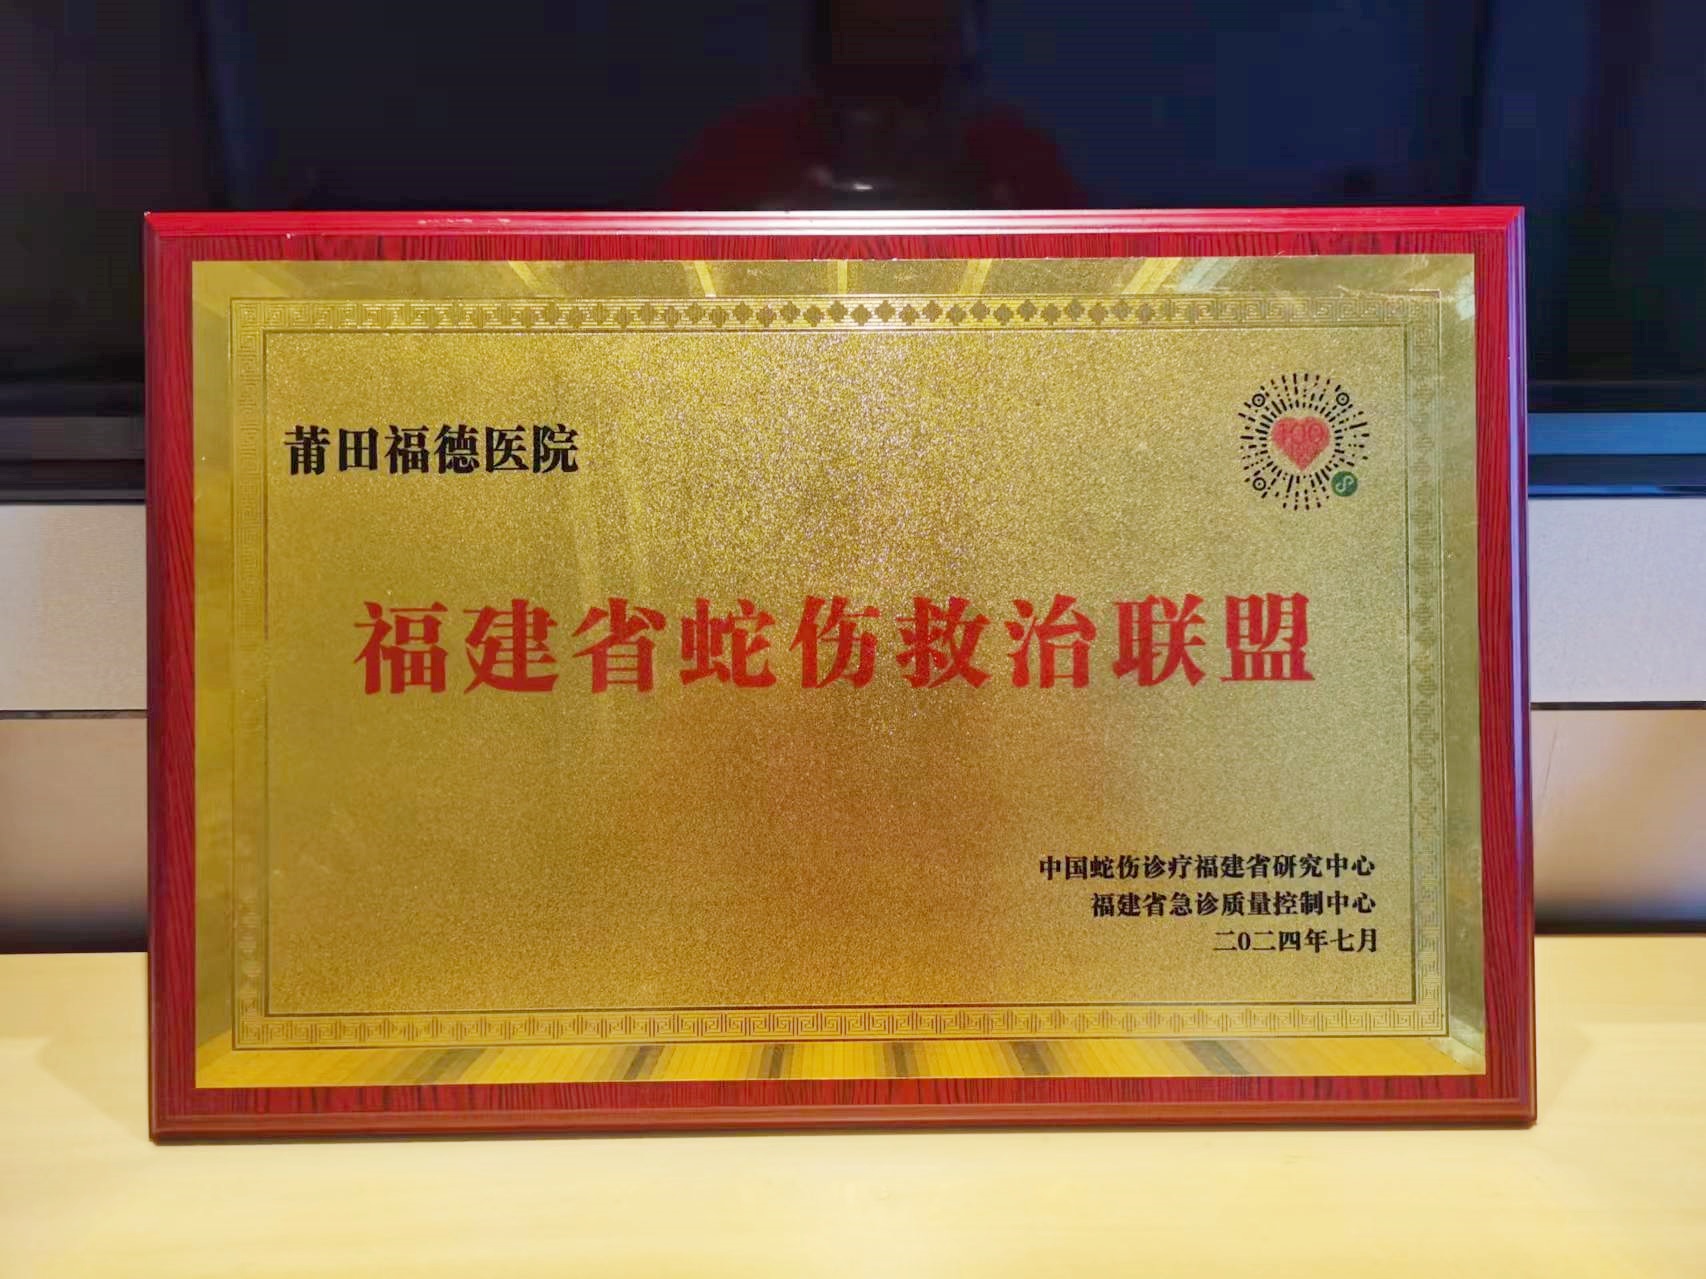 莆田福德医院
福建省蛇伤救治联盟
中国蛇伤诊疗福建省研究中心
福建省急诊质量控制中心
二0二四年七月